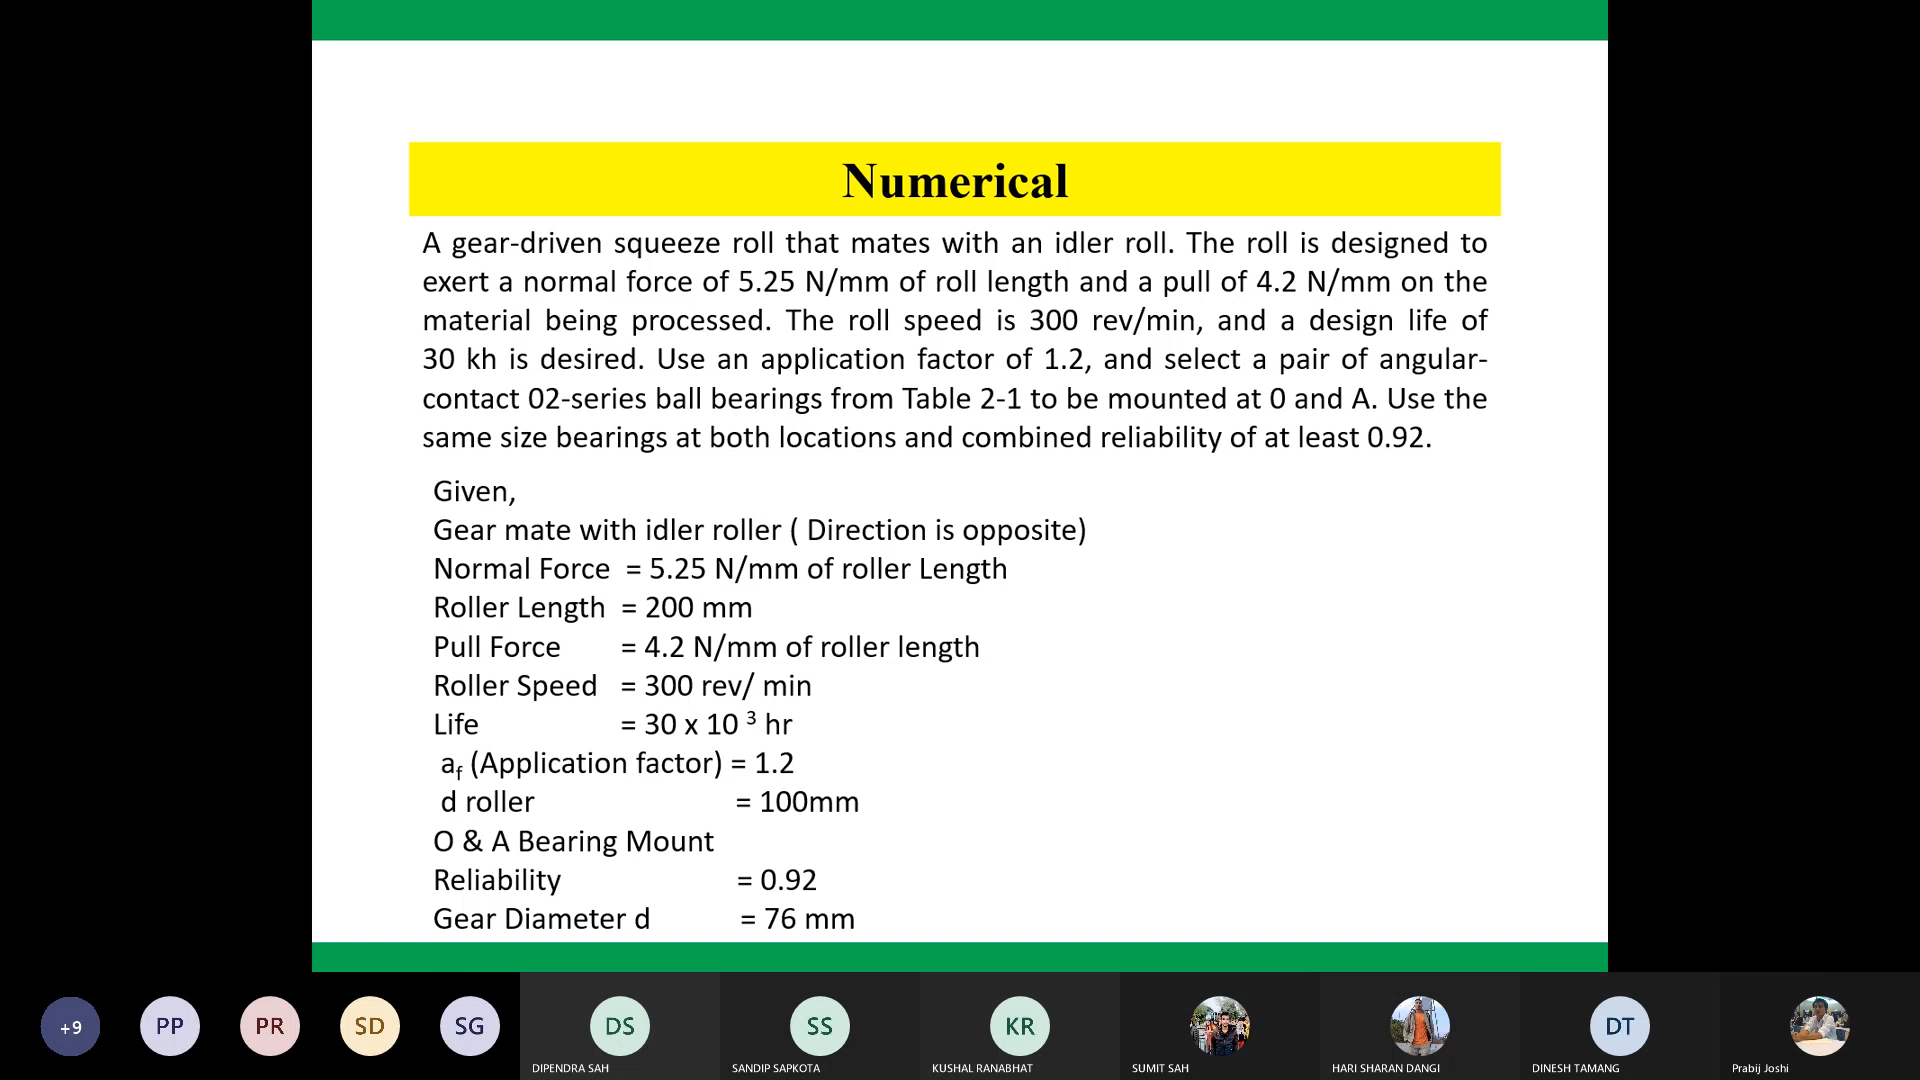 Numerical
A gear-driven squeeze roll that mates with an idler roll. The roll is designed to
exert a normal force of 5.25 N/mm of roll length and a pull of 4.2 N/mm on the
material being processed. The roll speed is 300 rev/min, and a design life of
30 kh is desired. Use an application factor of 1.2, and select a pair of angular-
contact 02-series ball bearings from Table 2-1 to be mounted at 0 and A. Use the
same size bearings at both locations and combined reliability of at least 0.92.
Given,
Gear mate with idler roller ( Direction is opposite)
Normal Force = 5.25 N/mm of roller Length
Roller Length = 200 mm
Pull Force = 4.2 N/mm of roller length
Roller Speed = 300 rev/ min
Life = 30 x 10 ³ hr
a_f (Application factor) = 1.2
d roller = 100mm
O & A Bearing Mount
Reliability = 0.92
Gear Diameter d = 76 mm
+9 PP PR SD SG DS SS KR DT
DIPENDRA SAH SANDIP SAPKOTA KUSHAL RANABHAT SUMIT SAH HARI SHARAN DANGI DINESH TAMANG Prabij Joshi